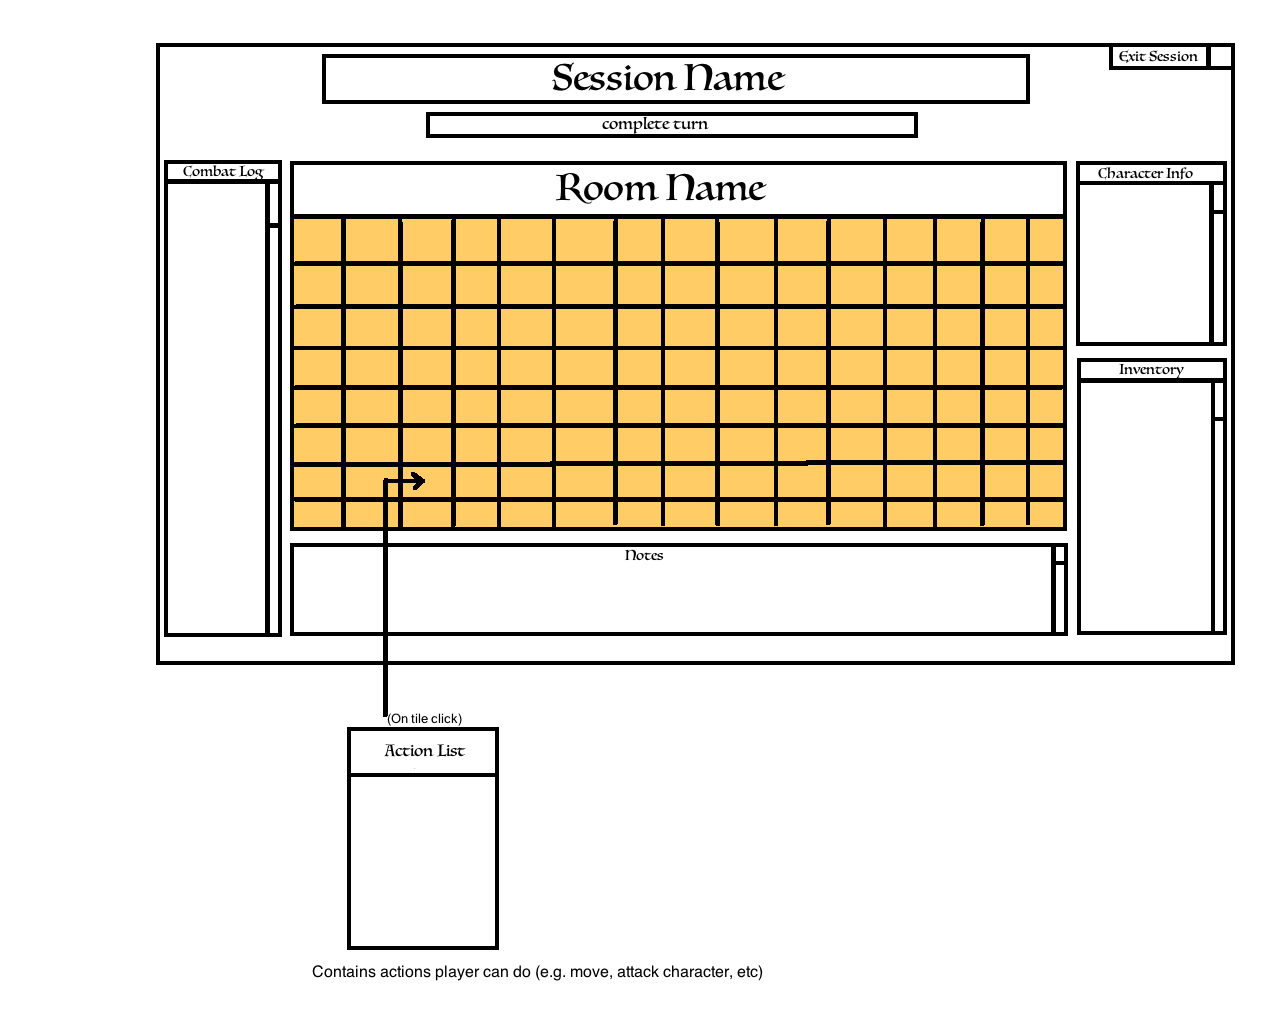 Exit Session
Session Name
complete turn
Combat Log
Room Name
Character Info
Inventory
Notes
(On tile click)
Action List
Contains actions player can do (e.g. move, attack character, etc)